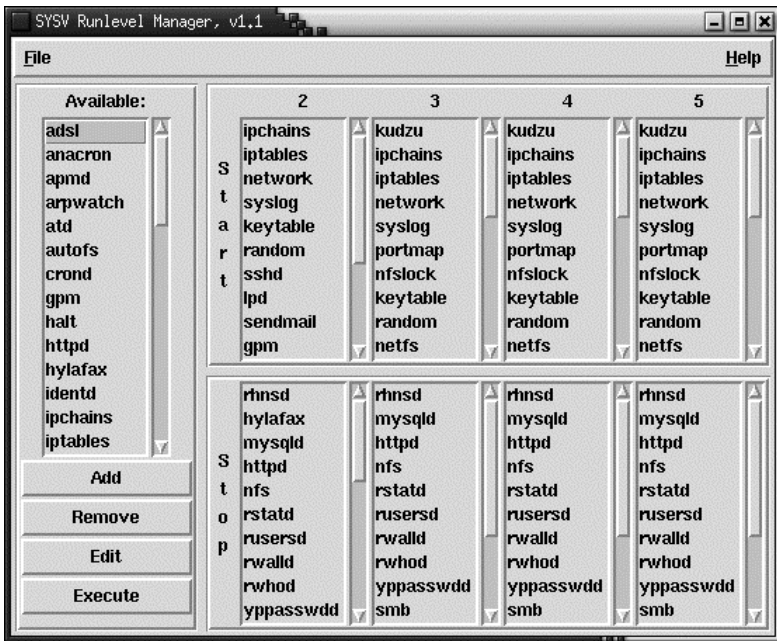 SYSV Runlevel Manager, v1.1
File Help
Available:
adsl
anacron
apmd
arpwatch
atd
autofs
crond
gpm
halt
httpd
hylafax
identd
ipchains
iptables
Add
Remove
Edit
Execute
2 3 4 5
Start
ipchains kudzu kudzu kudzu
iptables ipchains ipchains ipchains
network iptables iptables iptables
syslog network network network
keytable syslog syslog syslog
random portmap portmap portmap
sshd nfslock nfslock nfslock
lpd keytable keytable keytable
sendmail random random random
gpm netfs netfs netfs
Stop
rhnsd rhnsd rhnsd rhnsd
hylafax mysqld mysqld mysqld
mysqld httpd httpd httpd
httpd nfs nfs nfs
nfs rstatd rstatd rstatd
rstatd rusersd rusersd rusersd
rusersd rwalld rwalld rwalld
rwalld rwhod rwhod rwhod
rwhod yppasswdd yppasswdd yppasswdd
yppasswdd smb smb smb